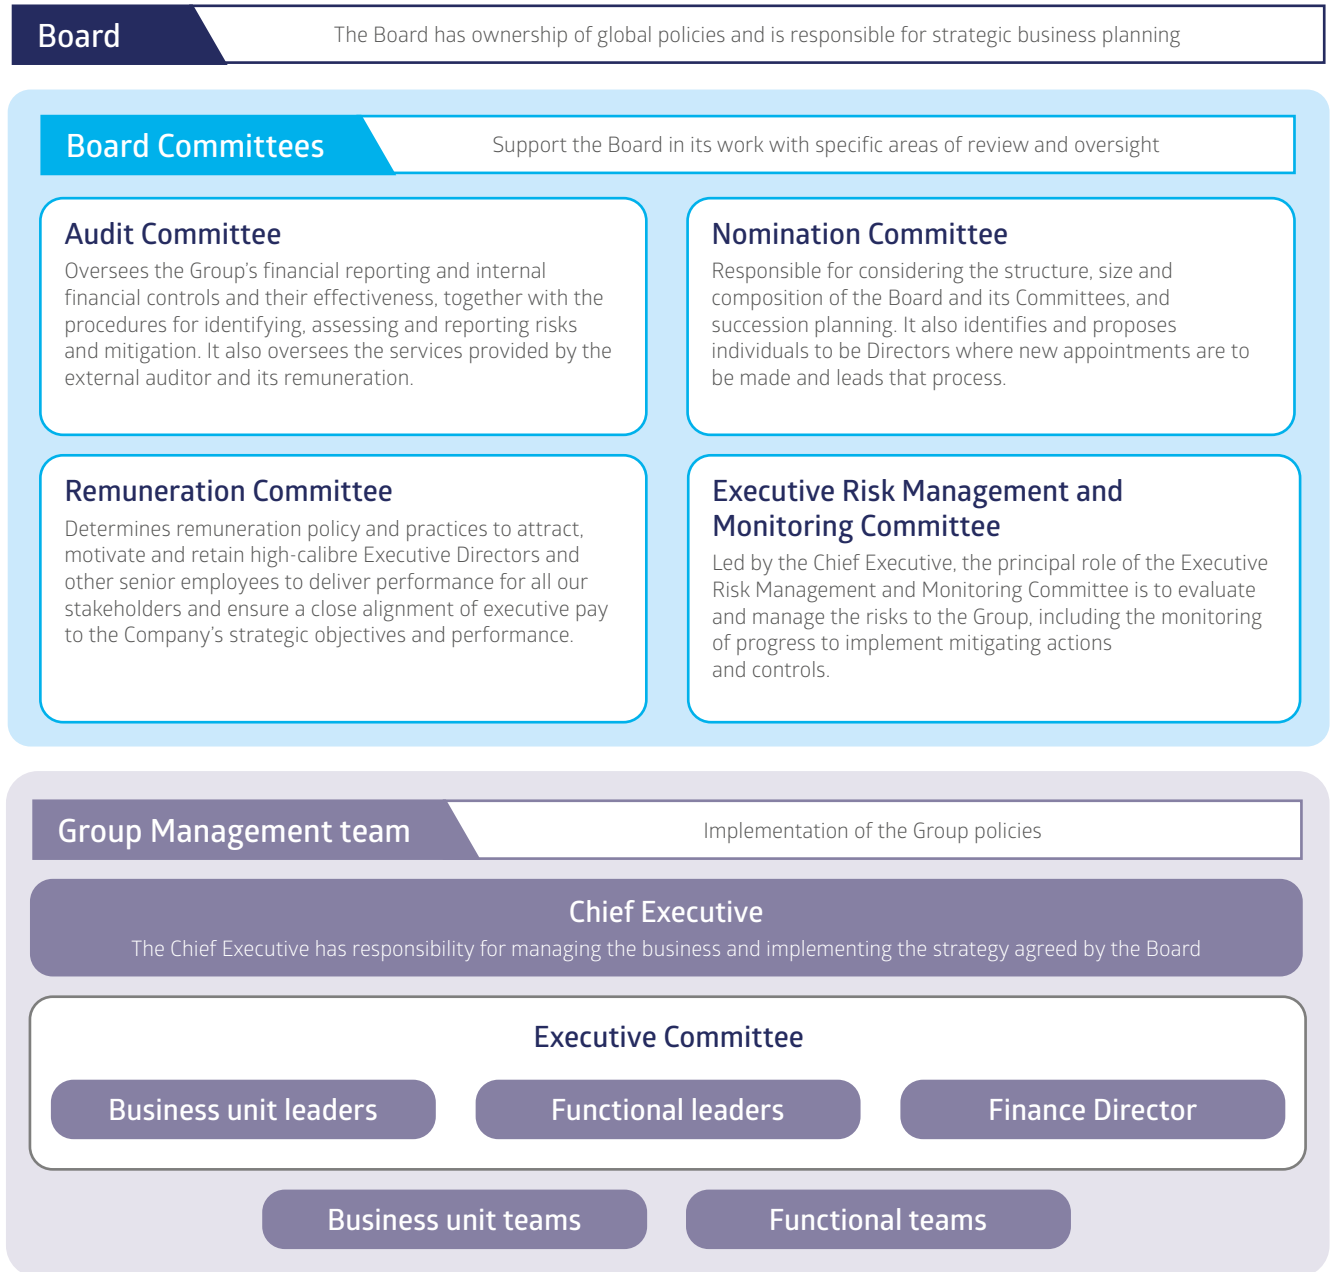 Board
The Board has ownership of global policies and is responsible for strategic business planning
Board Committees
Support the Board in its work with specific areas of review and oversight
Audit Committee
Oversees the Group’s financial reporting and internal
financial controls and their effectiveness, together with the
procedures for identifying, assessing and reporting risks
and mitigation. It also oversees the services provided by the
external auditor and its remuneration.
Nomination Committee
Responsible for considering the structure, size and
composition of the Board and its Committees, and
succession planning. It also identifies and proposes
individuals to be Directors where new appointments are to
be made and leads that process.
Remuneration Committee
Determines remuneration policy and practices to attract,
motivate and retain high-calibre Executive Directors and
other senior employees to deliver performance for all our
stakeholders and ensure a close alignment of executive pay
to the Company’s strategic objectives and performance.
Executive Risk Management and
Monitoring Committee
Led by the Chief Executive, the principal role of the Executive
Risk Management and Monitoring Committee is to evaluate
and manage the risks to the Group, including the monitoring
of progress to implement mitigating actions
and controls.
Group Management team
Implementation of the Group policies
Chief Executive
The Chief Executive has responsibility for managing the business and implementing the strategy agreed by the Board
Executive Committee
Business unit leaders
Functional leaders
Finance Director
Business unit teams
Functional teams